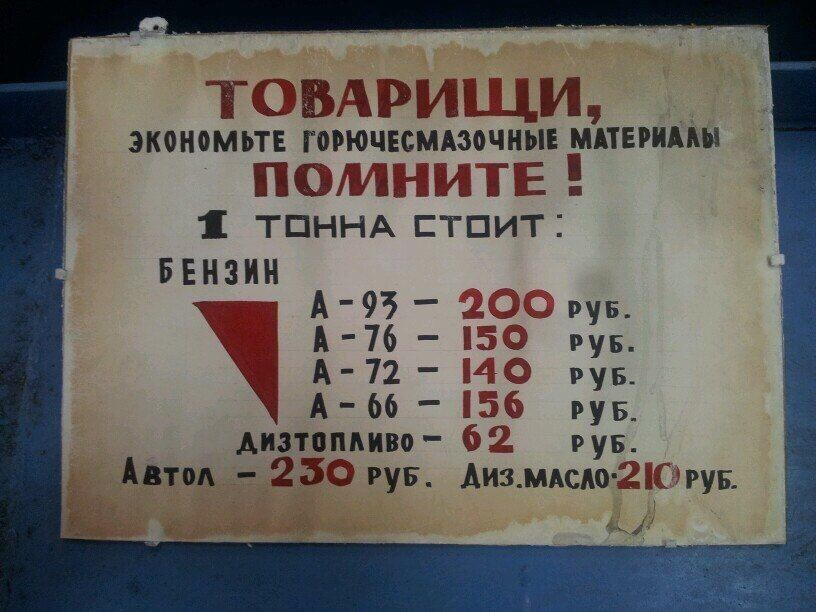 ТОВАРИЩИ,
ЭКОНОМЬТЕ ГОРЮЧЕСМАЗОЧНЫЕ МАТЕРИАЛЫ
ПОМНИТЕ !
1 ТОННА СТОИТ :
БЕНЗИН
А - 93 - 200 РУБ.
А - 76 - 150 РУБ.
А - 72 - 140 РУБ.
А - 66 - 156 РУБ.
ДИЗТОПЛИВО - 62 РУБ.
АВТОЛ - 230 РУБ. ДИЗ.МАСЛО-210 РУБ.